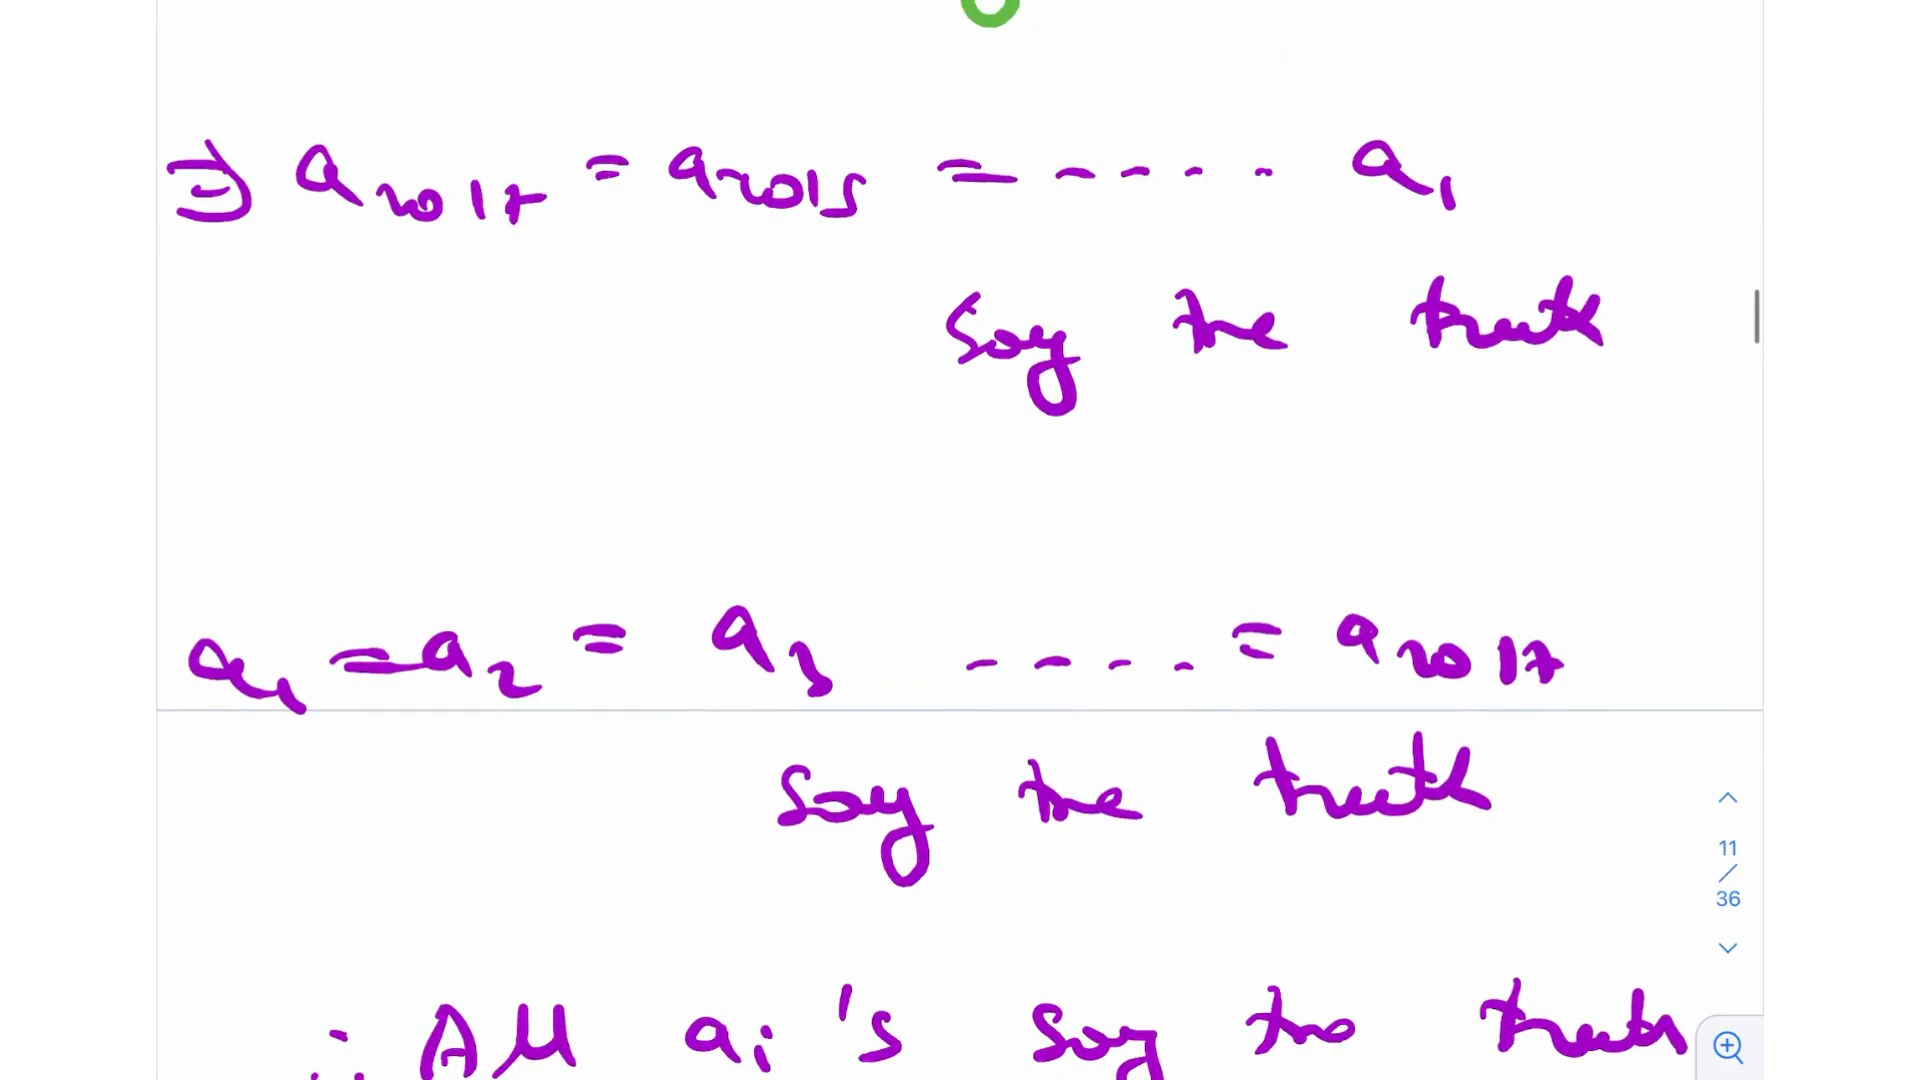 ⇒ a₂₀₁₇ = a₂₀₁₅ = - - - - - a₁
Say the truth
a₁ = a₂ = a₃ - - - - = a₂₀₁₇
Say the truth
11
/
36
∴ All aᵢ's say the truth